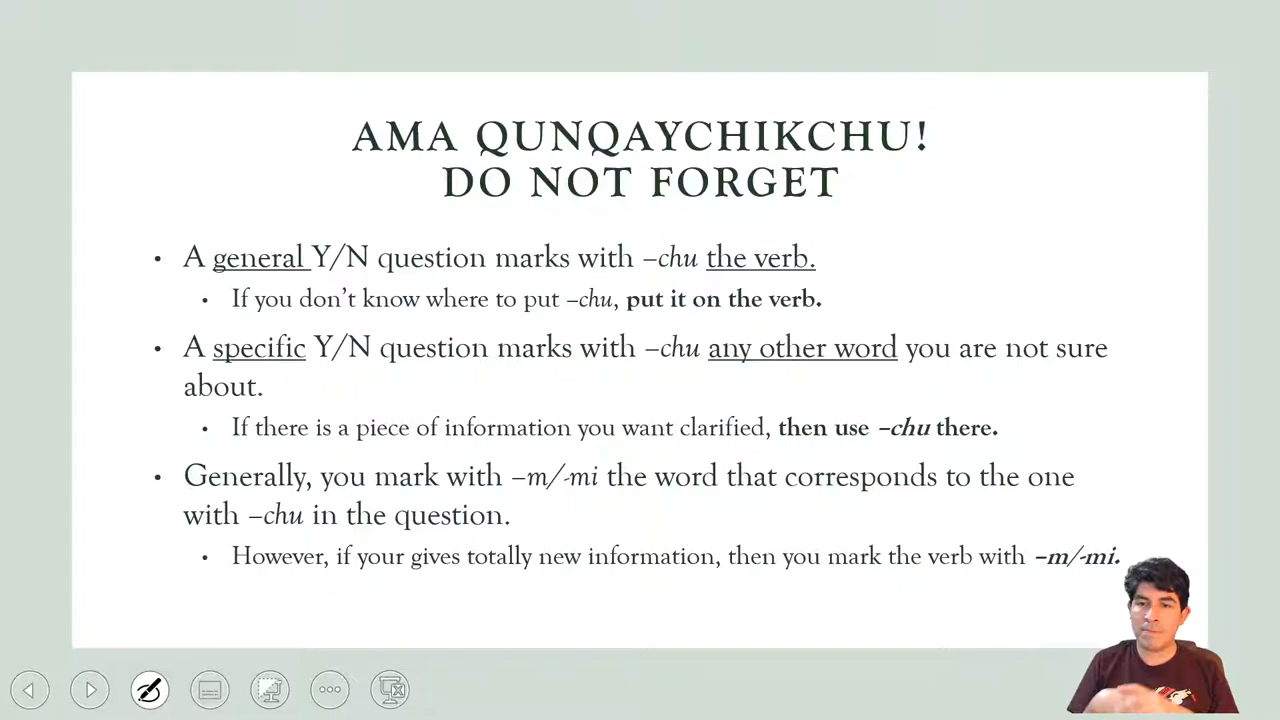 AMA QUNQAYCHIKCHU!
DO NOT FORGET
• A general Y/N question marks with –chu the verb.
• If you don't know where to put –chu, put it on the verb.
• A specific Y/N question marks with –chu any other word you are not sure
about.
• If there is a piece of information you want clarified, then use –chu there.
• Generally, you mark with –m/-mi the word that corresponds to the one
with –chu in the question.
• However, if your gives totally new information, then you mark the verb with –m/-mi.